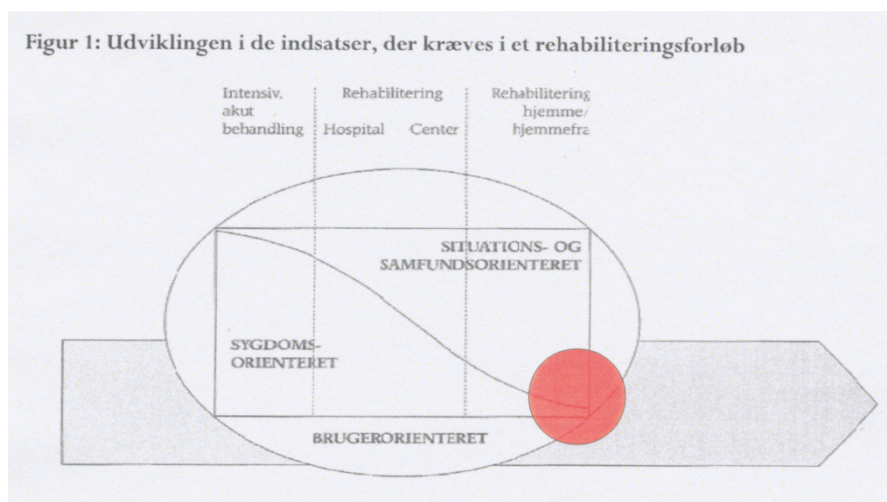 Figur 1: Udviklingen i de indsatser, der kræves i et rehabiliteringsforløb
Intensiv,
akut
behandling
Rehabilitering
Hospital Center
Rehabilitering
hjemme/
hjemmefra
SITUATIONS- OG
SAMFUNDSORIENTERET
SYGDOMS-
ORIENTERET
BRUGERORIENTERET